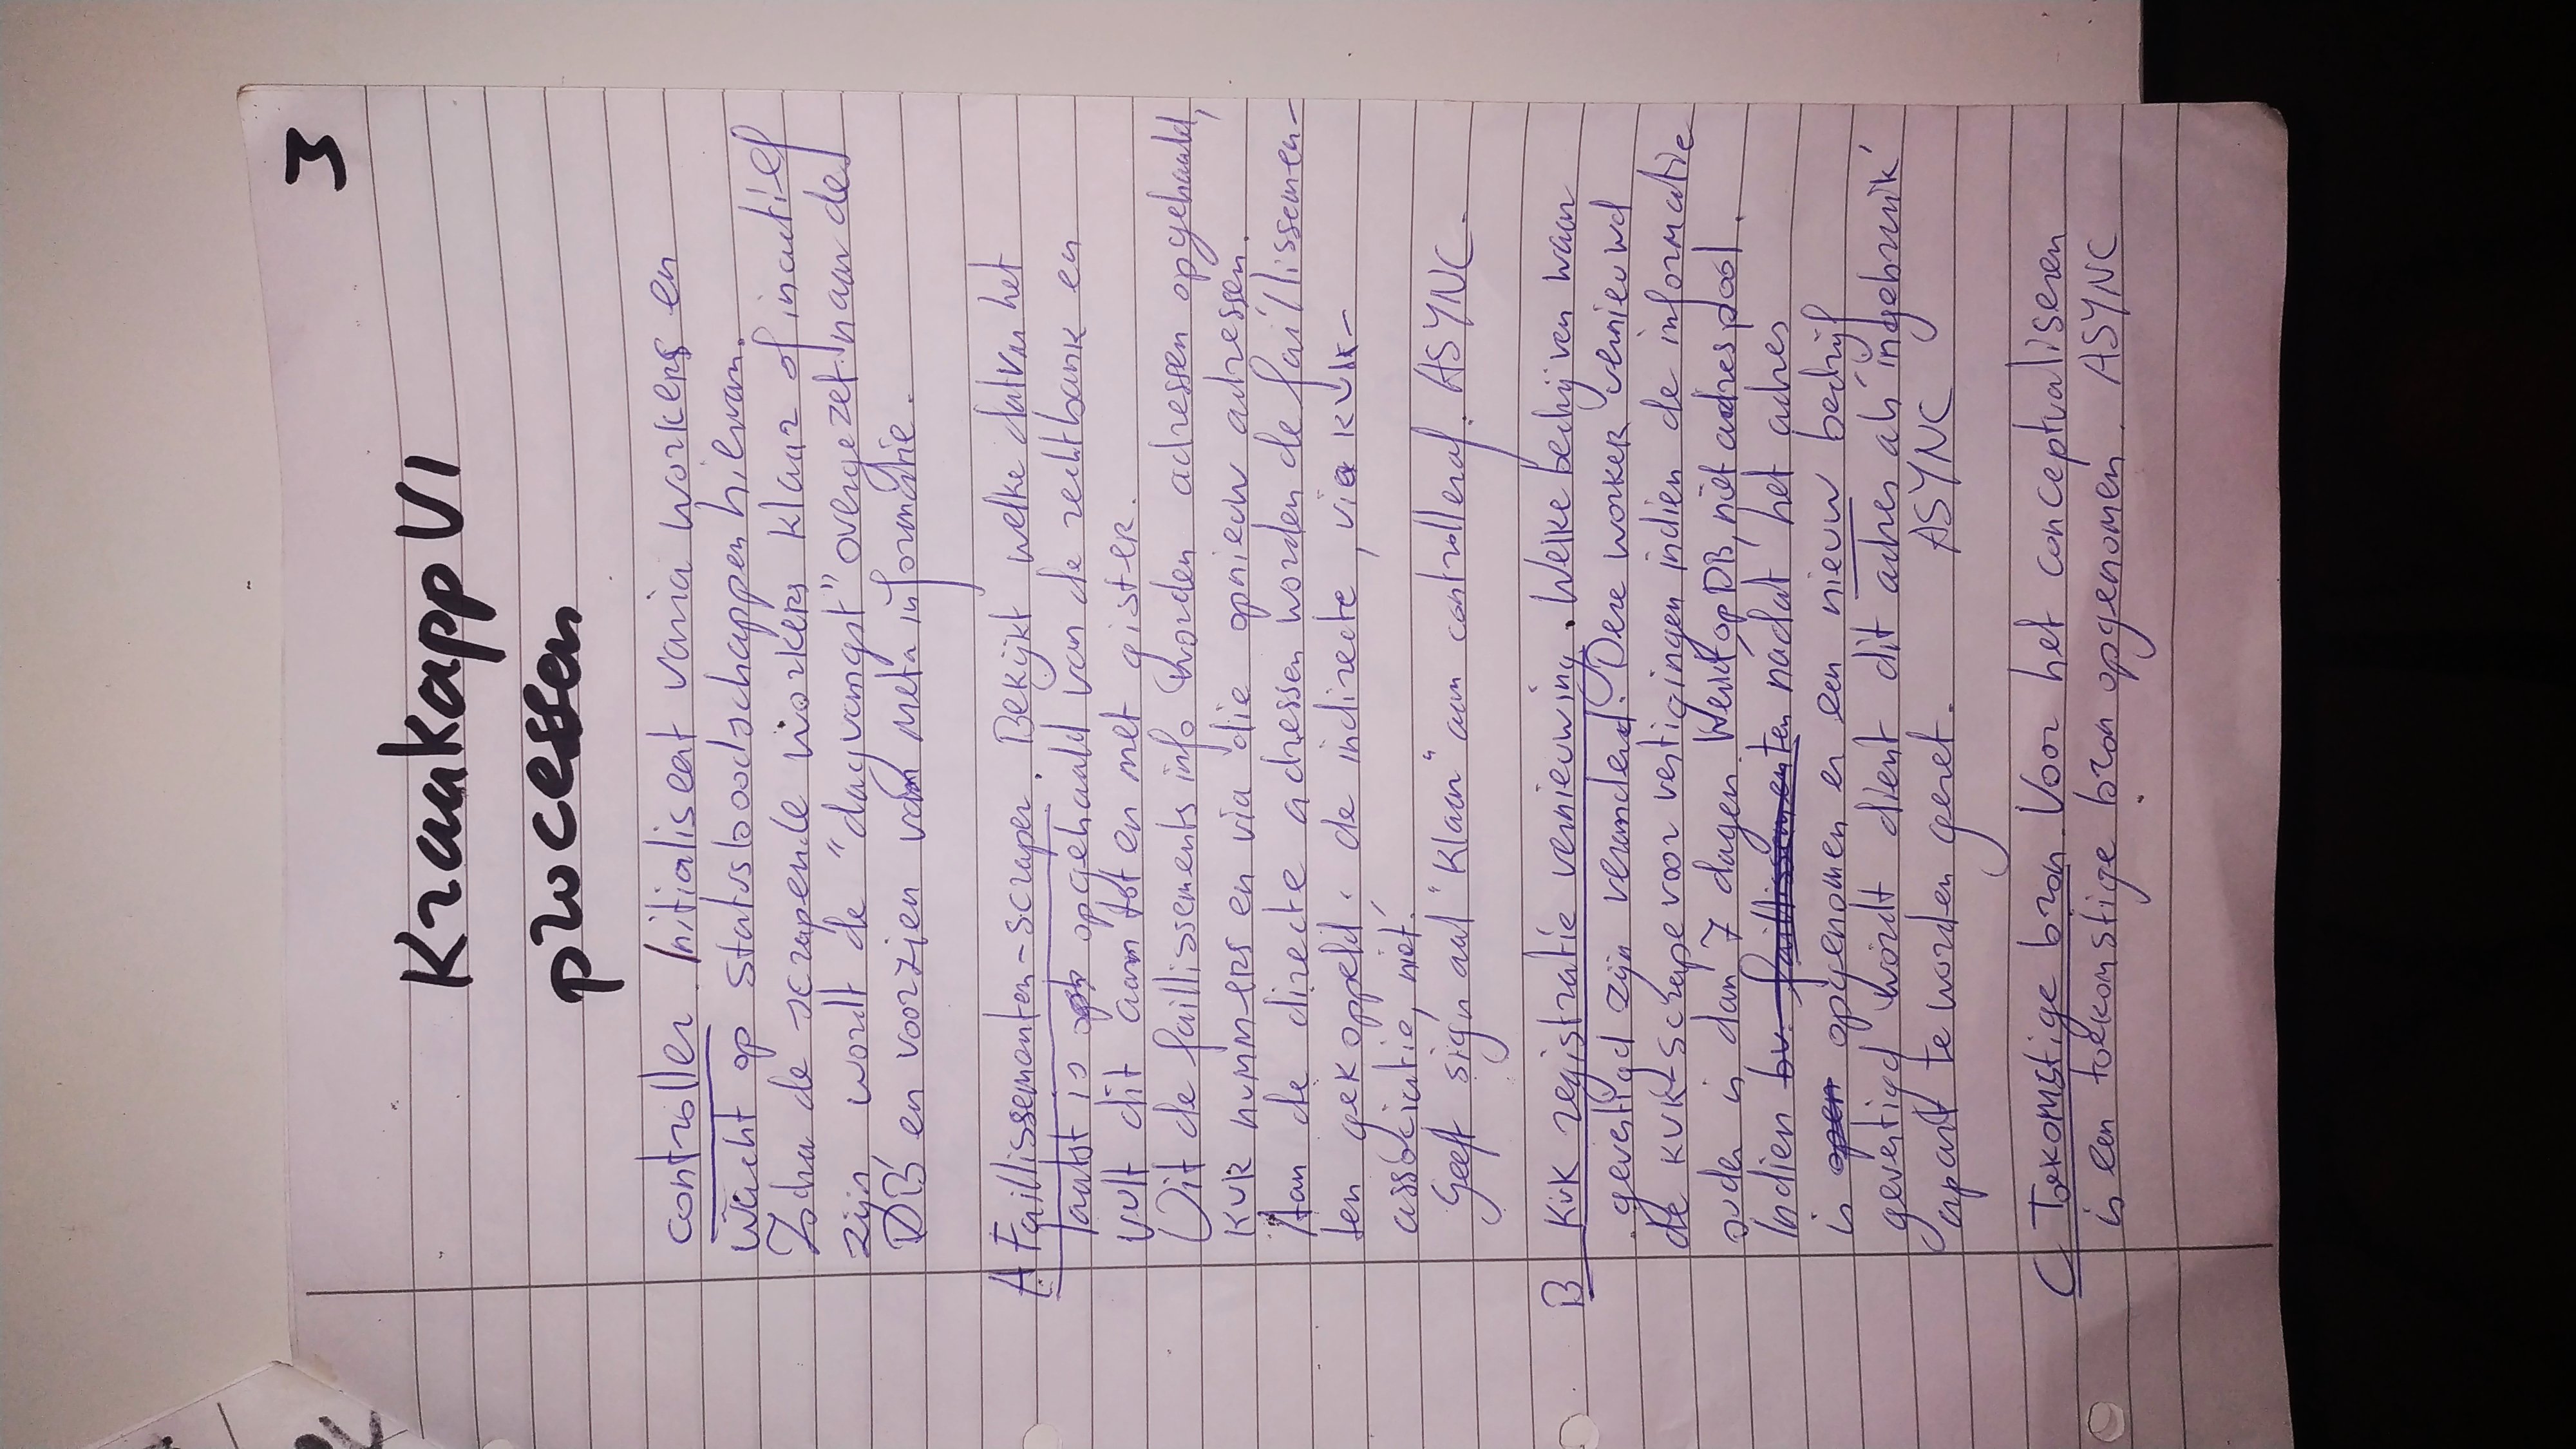 3
Kraakapp V1
processen
controller. Initialiseert varia workers en
wacht op statusboodschappen hiervan.
Zodra de scrapende workers klaar of inactief
zijn, wordt de "dagvangst" overgezet naar de
DB en voorzien van meta informatie.
A Faillissementen-scraper. Bekijkt welke datum het
laatst is opgehaald van de rechtbank en
vult dit aan tot en met gister.
Uit de faillissements info worden adressen opgehaald,
KVK nummers en via die opnieuw adressen.
Aan de directe adressen worden de faillissemen-
ten gekoppeld. de indirecte, via KVK-
associatie, niet.
Geeft signaal "Klaar" aan controller af. ASYNC.
B KVK registratie vernieuwing. Welke bedrijven waar
gevestigd zijn veranderd. Deze worker vernieuwd
de KVK-scrape voor vestigingen indien de informatie
ouder is dan 7 dagen. Werkt op DB, niet adres pool.
Indien bv. faillissementen nadat het adres
is open opgenomen er een nieuw bedrijf
gevestigd wordt dient dit adres als 'ingebruik'
apart te worden gezet. ASYNC
C Toekomstige bron. Voor het conceptualiseren
is een toekomstige bron opgenomen. ASYNC